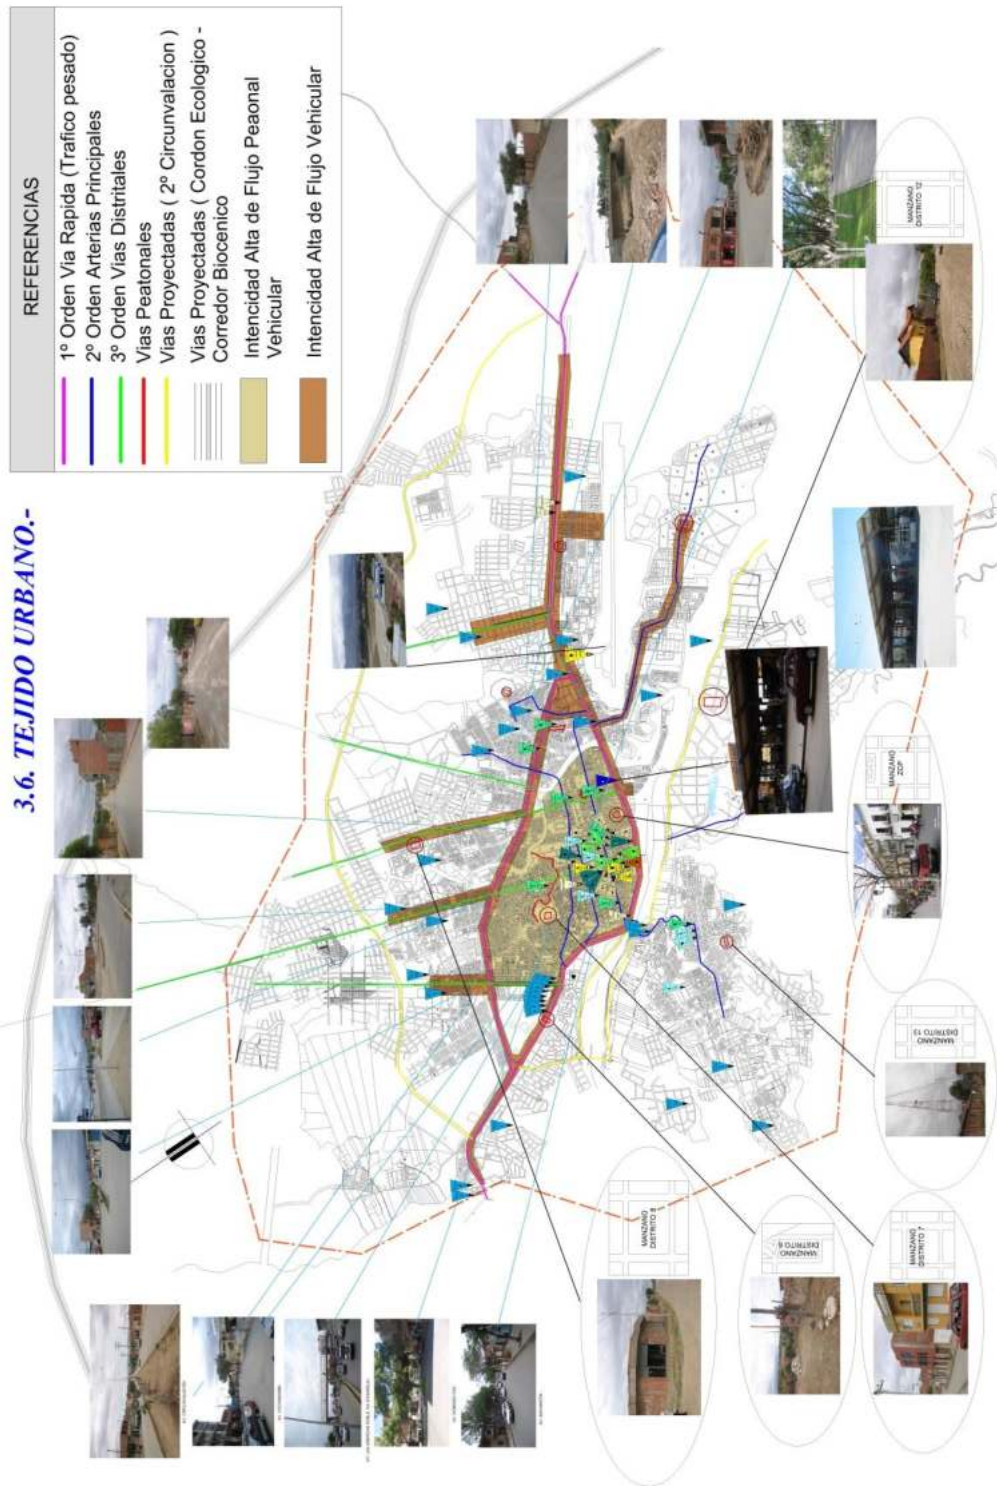 3.6. TEJIDO URBANO.-
REFERENCIAS
1º Orden Via Rapida (Trafico pesado)
2º Orden Arterias Principales
3º Orden Vias Distritales
Vias Peatonales
Vias Proyectadas ( 2º Circunvalacion )
Vias Proyectadas ( Cordon Ecologico -
Corredor Biocenico
Intencidad Alta de Flujo Peaonal
Vehicular
Intencidad Alta de Flujo Vehicular
MANZANO
DISTRITO 12
MANZANO
ZCP
MANZANO
DISTRITO 13
MANZANO
DISTRITO 7
MANZANO
DISTRITO 6
MANZANO
DISTRITO 8